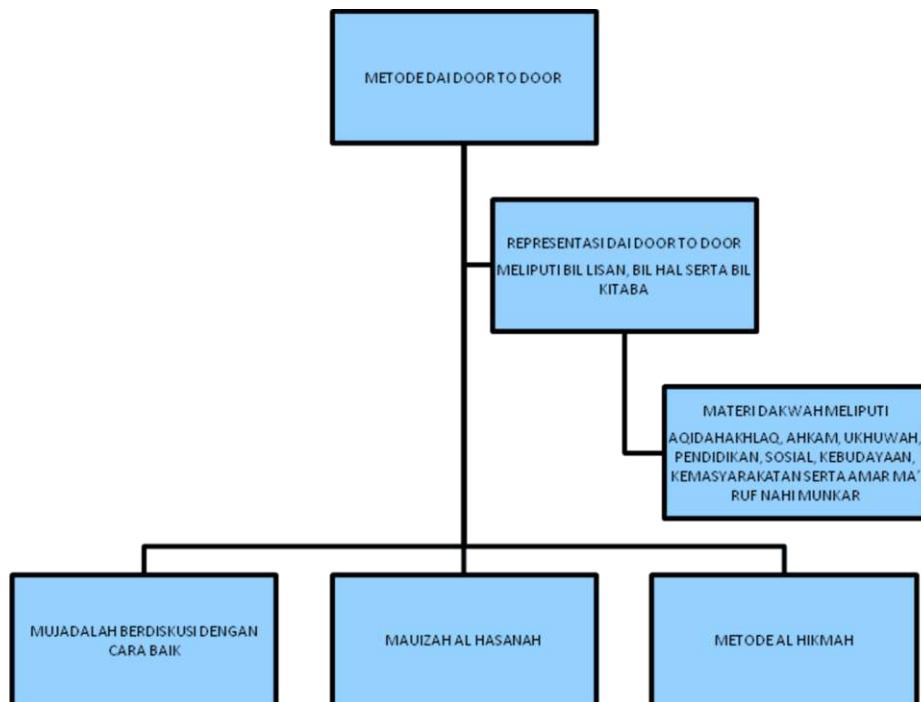 METODE DAI DOOR TO DOOR
REPRESENTASI DAI DOOR TO DOOR
MELIPUTI BIL LISAN, BIL HAL SERTA BIL
KITABA
MATERI DAKWAH MELIPUTI
AQIDAHAKHLAQ, AHKAM, UKHUWAH,
PENDIDIKAN, SOSIAL, KEBUDAYAAN,
KEMASYARAKATAN SERTA AMAR MA'
RUF NAHI MUNKAR
MUJADALAH BERDISKUSI DENGAN
CARA BAIK
MAUIZAH AL HASANAH
METODE AL HIKMAH